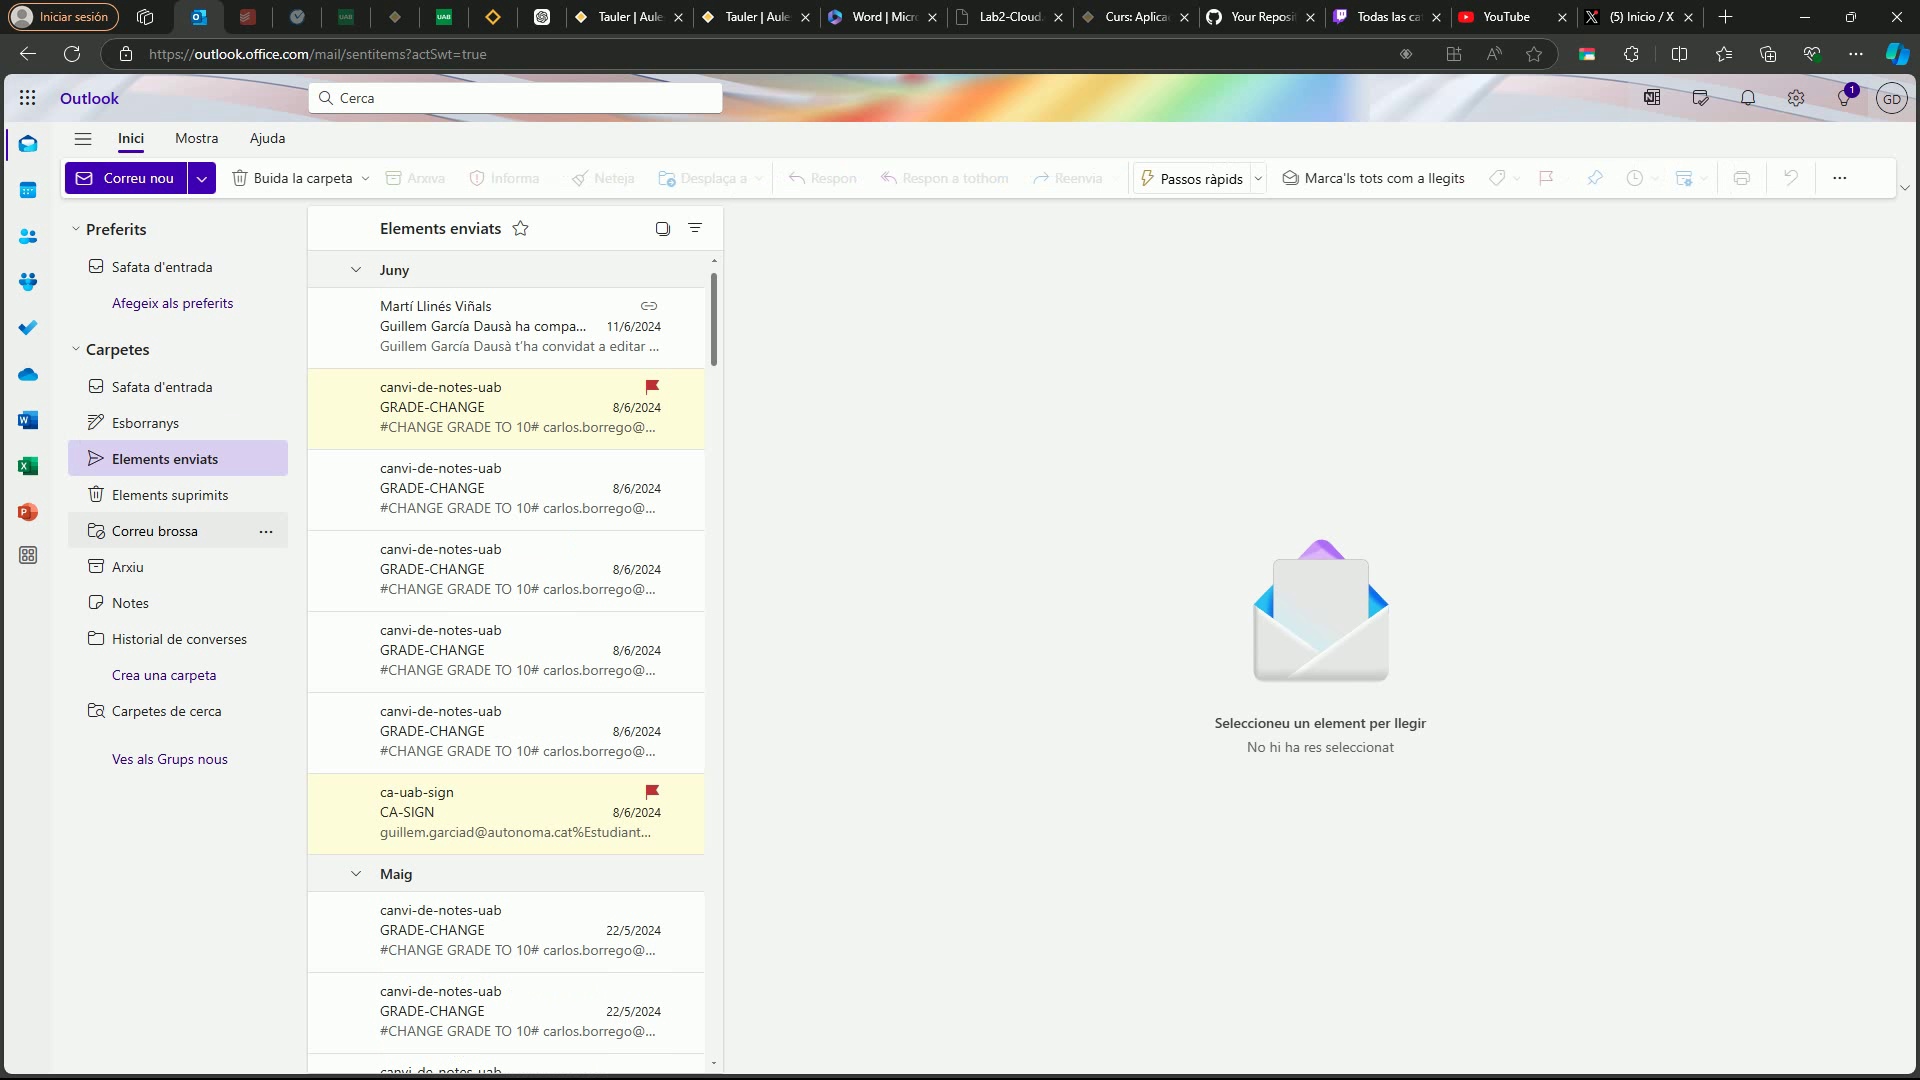 Iniciar sesión
Tauler | Aule
Tauler | Aule
Word | Micr
Lab2-Cloud.
Curs: Aplica
Your Reposi
Todas las ca
YouTube
(5) Inicio / X
https://outlook.office.com/mail/sentitems?actSwt=true
Outlook
Cerca
1
GD
Inici
Mostra
Ajuda
Correu nou
Buida la carpeta
Arxiva
Informa
Neteja
Desplaça a
Respon
Respon a tothom
Reenvia
Passos ràpids
Marca'ls tots com a llegits
Preferits
Safata d'entrada
Afegeix als preferits
Carpetes
Safata d'entrada
Esborranys
Elements enviats
Elements suprimits
Correu brossa
Arxiu
Notes
Historial de converses
Crea una carpeta
Carpetes de cerca
Ves als Grups nous
Elements enviats
Juny
Martí Llinés Viñals
Guillem García Dausà ha compa... 11/6/2024
Guillem García Dausà t'ha convidat a editar ...
canvi-de-notes-uab
GRADE-CHANGE 8/6/2024
#CHANGE GRADE TO 10# carlos.borrego@...
canvi-de-notes-uab
GRADE-CHANGE 8/6/2024
#CHANGE GRADE TO 10# carlos.borrego@...
canvi-de-notes-uab
GRADE-CHANGE 8/6/2024
#CHANGE GRADE TO 10# carlos.borrego@...
canvi-de-notes-uab
GRADE-CHANGE 8/6/2024
#CHANGE GRADE TO 10# carlos.borrego@...
canvi-de-notes-uab
GRADE-CHANGE 8/6/2024
#CHANGE GRADE TO 10# carlos.borrego@...
ca-uab-sign
CA-SIGN 8/6/2024
guillem.garciad@autonoma.cat%Estudiant...
Maig
canvi-de-notes-uab
GRADE-CHANGE 22/5/2024
#CHANGE GRADE TO 10# carlos.borrego@...
canvi-de-notes-uab
GRADE-CHANGE 22/5/2024
#CHANGE GRADE TO 10# carlos.borrego@...
canvi-de-notes-uab
Seleccioneu un element per llegir
No hi ha res seleccionat